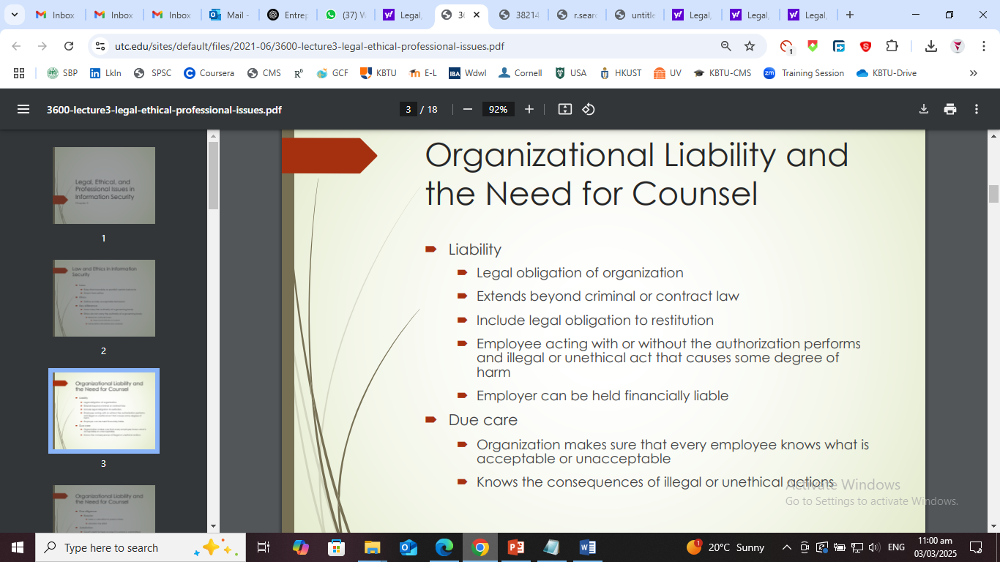 Inbox
Inbox
Inbox
Mail -
Entrep
(37) W
Legal,
38214
r.sear
untitle
Legal,
Legal,
Legal,
utc.edu/sites/default/files/2021-06/3600-lecture3-legal-ethical-professional-issues.pdf
1
SBP
LkIn
SPSC
Coursera
CMS
GCF
KBTU
E-L
IBA Wdwl
Cornell
USA
HKUST
UV
KBTU-CMS
zm Training Session
KBTU-Drive
3600-lecture3-legal-ethical-professional-issues.pdf
3 / 18
92%
Legal, Ethical, and
Professional Issues in
Information Security
1
Law and Ethics in Information
Security
2
Organizational Liability and
the Need for Counsel
3
Organizational Liability and
the Need for Counsel
Organizational Liability and
the Need for Counsel
Liability
Legal obligation of organization
Extends beyond criminal or contract law
Include legal obligation to restitution
Employee acting with or without the authorization performs
and illegal or unethical act that causes some degree of
harm
Employer can be held financially liable
Due care
Organization makes sure that every employee knows what is
acceptable or unacceptable
Knows the consequences of illegal or unethical actions
Activate Windows
Go to Settings to activate Windows.
Type here to search
1
20°C Sunny
ENG
11:00 am
03/03/2025